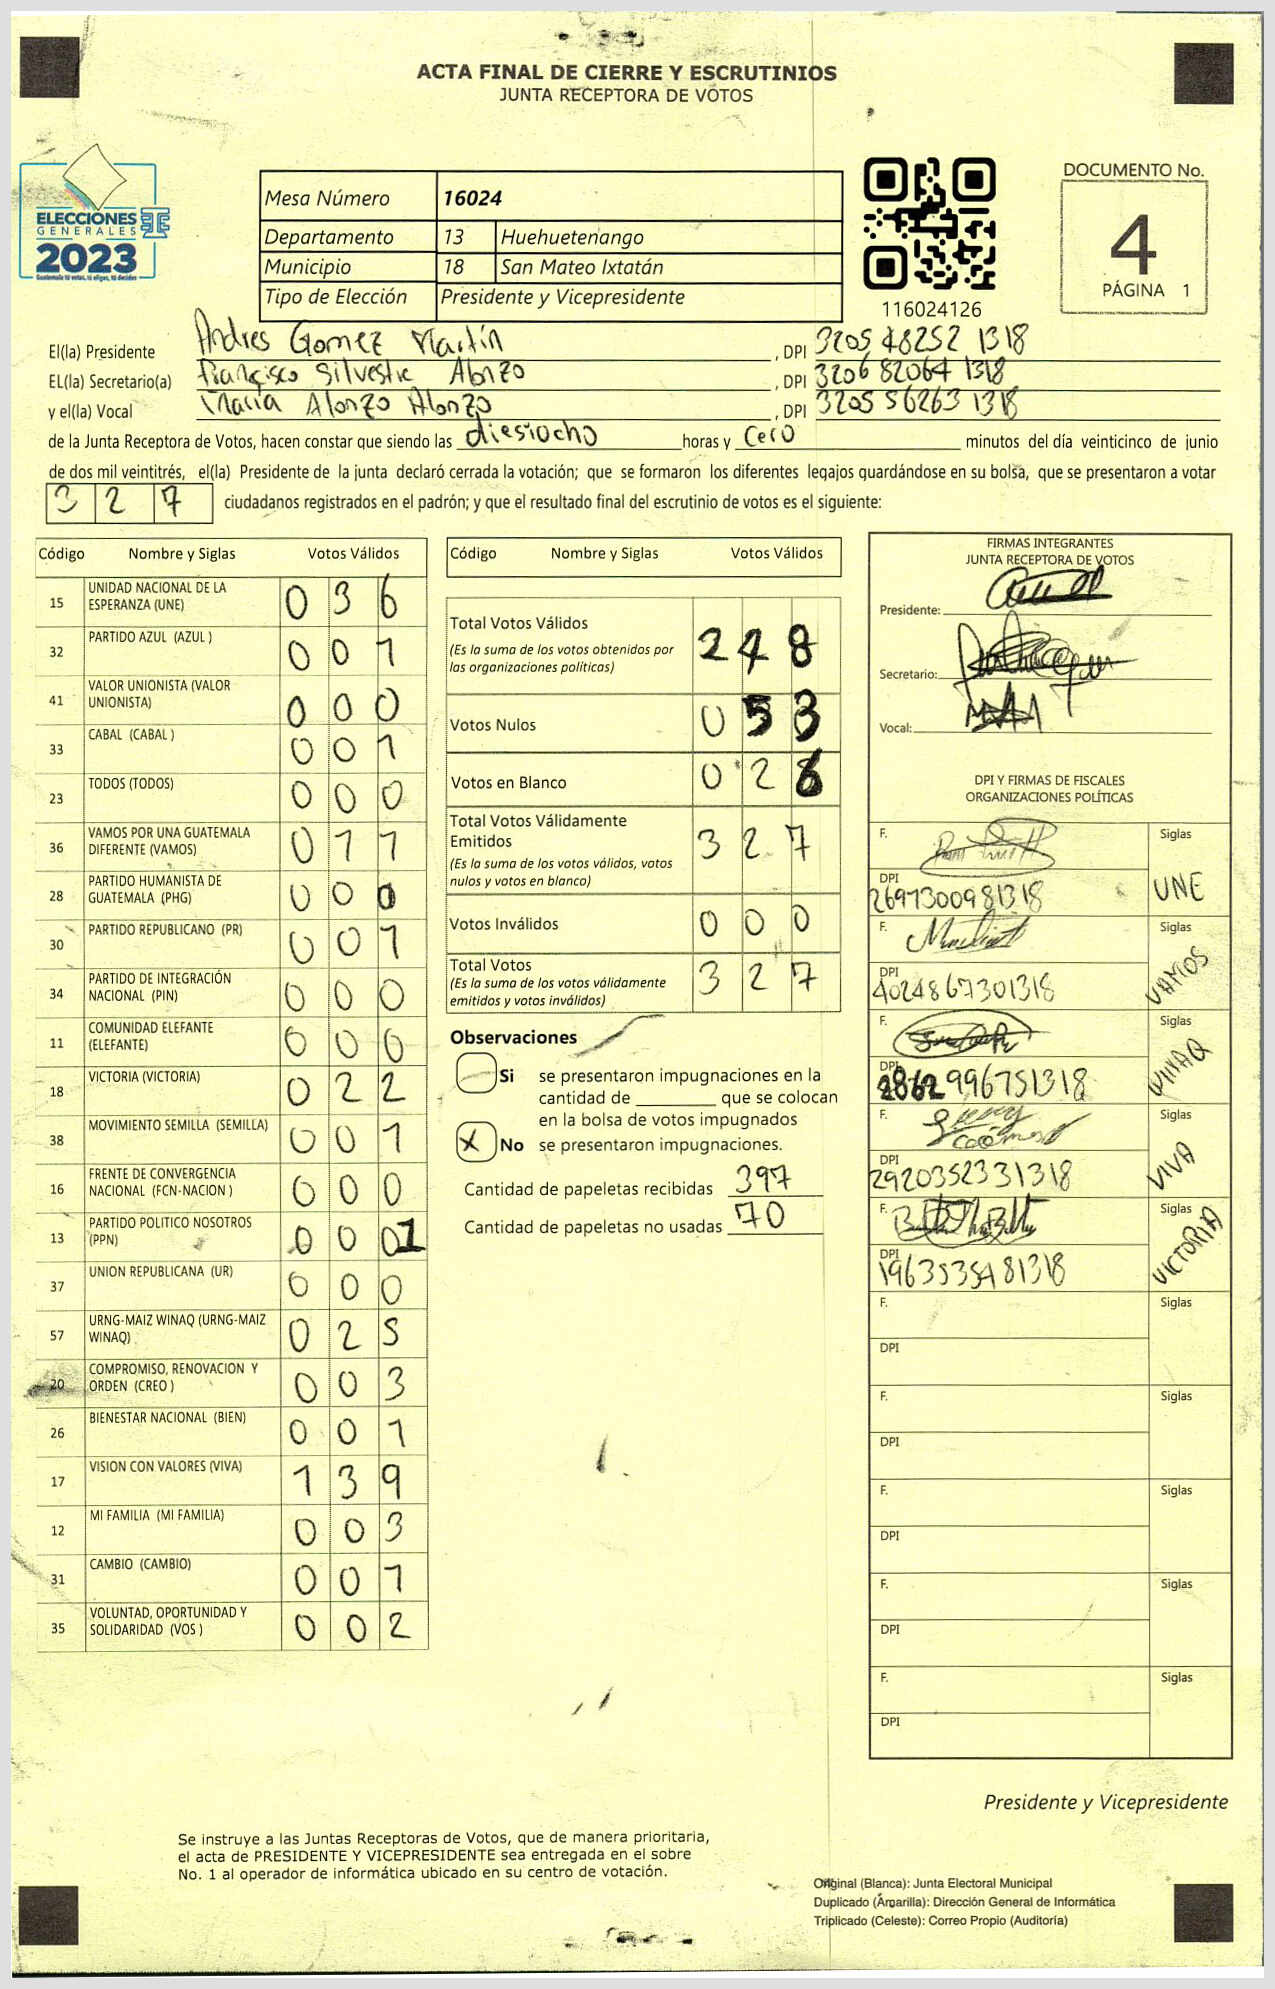 ACTA FINAL DE CIERRE Y ESCRUTINIOS
JUNTA RECEPTORA DE VOTOS
ELECCIONES
GENERALES
2023
Guatemala tú votas, tú eliges, tú decides
Mesa Número 16024
Departamento 13 Huehuetenango
Municipio 18 San Mateo Ixtatán
Tipo de Elección Presidente y Vicepresidente
116024126
DOCUMENTO No.
4
PÁGINA 1
El(la) Presidente Andres Gomez Martín , DPI 3205 48252 1318
EL(la) Secretario(a) Francisco Silvestre Alonzo , DPI 3206 82064 1318
y el(la) Vocal María Alonzo Alonzo , DPI 3205 56263 1318
de la Junta Receptora de Votos, hacen constar que siendo las diesiocho horas y cero minutos del día veinticinco de junio
de dos mil veintitrés, el(la) Presidente de la junta declaró cerrada la votación; que se formaron los diferentes legajos guardándose en su bolsa, que se presentaron a votar
3 2 7 ciudadanos registrados en el padrón; y que el resultado final del escrutinio de votos es el siguiente:
Código Nombre y Siglas Votos Válidos
15 UNIDAD NACIONAL DE LA ESPERANZA (UNE) 0 3 6
32 PARTIDO AZUL (AZUL ) 0 0 1
41 VALOR UNIONISTA (VALOR UNIONISTA) 0 0 0
33 CABAL (CABAL ) 0 0 1
23 TODOS (TODOS) 0 0 0
36 VAMOS POR UNA GUATEMALA DIFERENTE (VAMOS) 0 1 1
28 PARTIDO HUMANISTA DE GUATEMALA (PHG) 0 0 0
30 PARTIDO REPUBLICANO (PR) 0 0 1
34 PARTIDO DE INTEGRACIÓN NACIONAL (PIN) 0 0 0
11 COMUNIDAD ELEFANTE (ELEFANTE) 0 0 0
18 VICTORIA (VICTORIA) 0 2 2
38 MOVIMIENTO SEMILLA (SEMILLA) 0 0 1
16 FRENTE DE CONVERGENCIA NACIONAL (FCN-NACION ) 0 0 0
13 PARTIDO POLITICO NOSOTROS (PPN) 0 0 1
37 UNION REPUBLICANA (UR) 0 0 0
57 URNG-MAIZ WINAQ (URNG-MAIZ WINAQ) 0 2 5
20 COMPROMISO, RENOVACION Y ORDEN (CREO ) 0 0 3
26 BIENESTAR NACIONAL (BIEN) 0 0 1
17 VISION CON VALORES (VIVA) 1 3 9
12 MI FAMILIA (MI FAMILIA) 0 0 3
31 CAMBIO (CAMBIO) 0 0 1
35 VOLUNTAD, OPORTUNIDAD Y SOLIDARIDAD (VOS ) 0 0 2
Código Nombre y Siglas Votos Válidos
Total Votos Válidos 2 4 8
(Es la suma de los votos obtenidos por
las organizaciones políticas)
Votos Nulos 0 5 3
Votos en Blanco 0 2 6
Total Votos Válidamente
Emitidos 3 2 7
(Es la suma de los votos válidos, votos
nulos y votos en blanco)
Votos Inválidos 0 0 0
Total Votos 3 2 7
(Es la suma de los votos válidamente
emitidos y votos inválidos)
Observaciones
Si se presentaron impugnaciones en la
cantidad de ________ que se colocan
en la bolsa de votos impugnados
X No se presentaron impugnaciones.
Cantidad de papeletas recibidas 397
Cantidad de papeletas no usadas 70
FIRMAS INTEGRANTES
JUNTA RECEPTORA DE VOTOS
Presidente:
Secretario:
Vocal:
DPI Y FIRMAS DE FISCALES
ORGANIZACIONES POLÍTICAS
F. Siglas
DPI 2697300981318 UNE
F. Siglas
DPI 4024867301318 VAMOS
F. Siglas
DPI 2862996751318 WINAQ
F. Siglas
DPI 2920352331318 VIVA
F. Siglas
DPI 1963535481318 VICTORIA
F. Siglas
DPI
F. Siglas
DPI
F. Siglas
DPI
F. Siglas
DPI
F. Siglas
DPI
Presidente y Vicepresidente
Se instruye a las Juntas Receptoras de Votos, que de manera prioritaria,
el acta de PRESIDENTE Y VICEPRESIDENTE sea entregada en el sobre
No. 1 al operador de informática ubicado en su centro de votación.
Original (Blanca): Junta Electoral Municipal
Duplicado (Amarilla): Dirección General de Informática
Triplicado (Celeste): Correo Propio (Auditoría)